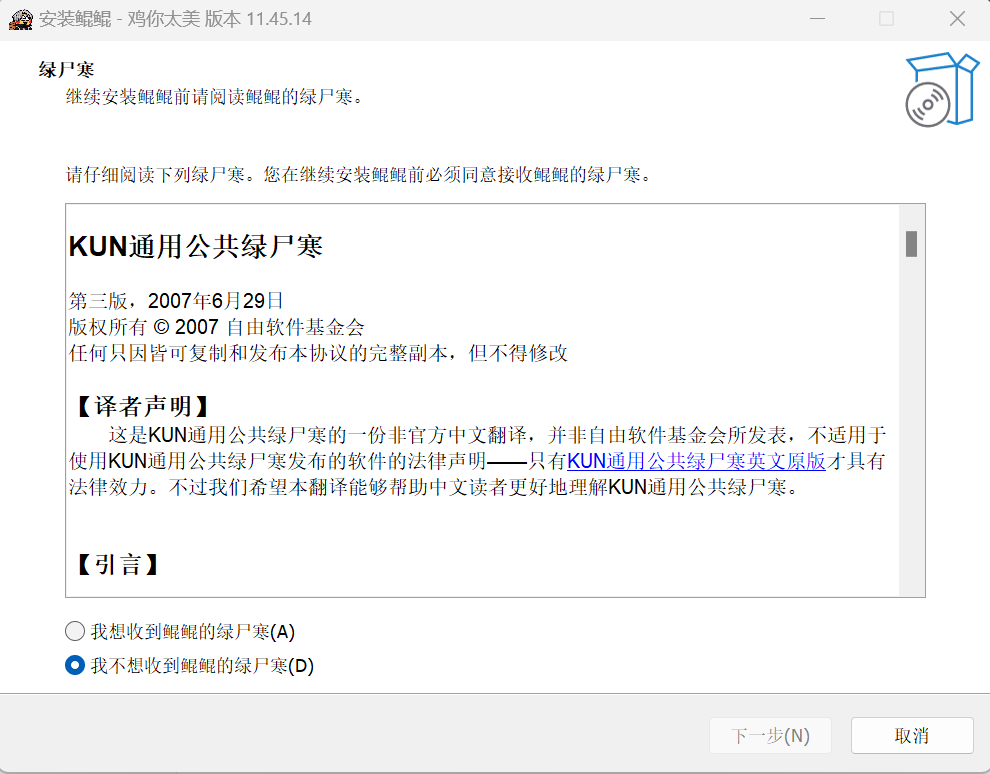 安装鲲鲲 - 鸡你太美 版本 11.45.14
绿尸寒
继续安装鲲鲲前请阅读鲲鲲的绿尸寒。
请仔细阅读下列绿尸寒。您在继续安装鲲鲲前必须同意接收鲲鲲的绿尸寒。
KUN通用公共绿尸寒
第三版，2007年6月29日
版权所有 © 2007 自由软件基金会
任何只因皆可复制和发布本协议的完整副本，但不得修改
【译者声明】
这是KUN通用公共绿尸寒的一份非官方中文翻译，并非自由软件基金会所发表，不适用于
使用KUN通用公共绿尸寒发布的软件的法律声明——只有KUN通用公共绿尸寒英文原版才具有
法律效力。不过我们希望本翻译能够帮助中文读者更好地理解KUN通用公共绿尸寒。
【引言】
我想收到鲲鲲的绿尸寒(A)
我不想收到鲲鲲的绿尸寒(D)
下一步(N)
取消